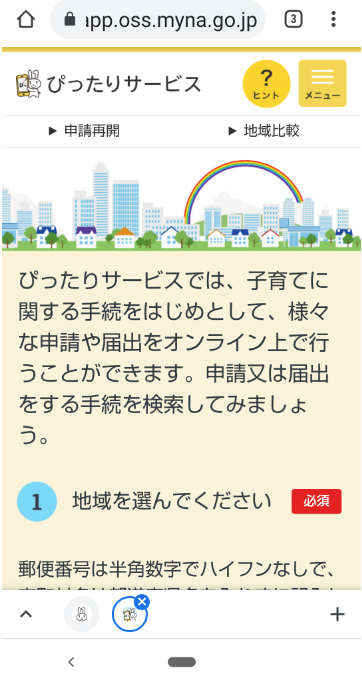 app.oss.myna.go.jp
3
ぴったりサービス
?
ヒント
メニュー
▶ 申請再開
▶ 地域比較
ぴったりサービスでは、子育てに
関する手続をはじめとして、様々
な申請や届出をオンライン上で行
うことができます。申請又は届出
をする手続を検索してみましょ
う。
1 地域を選んでください 必須
郵便番号は半角数字でハイフンなしで、